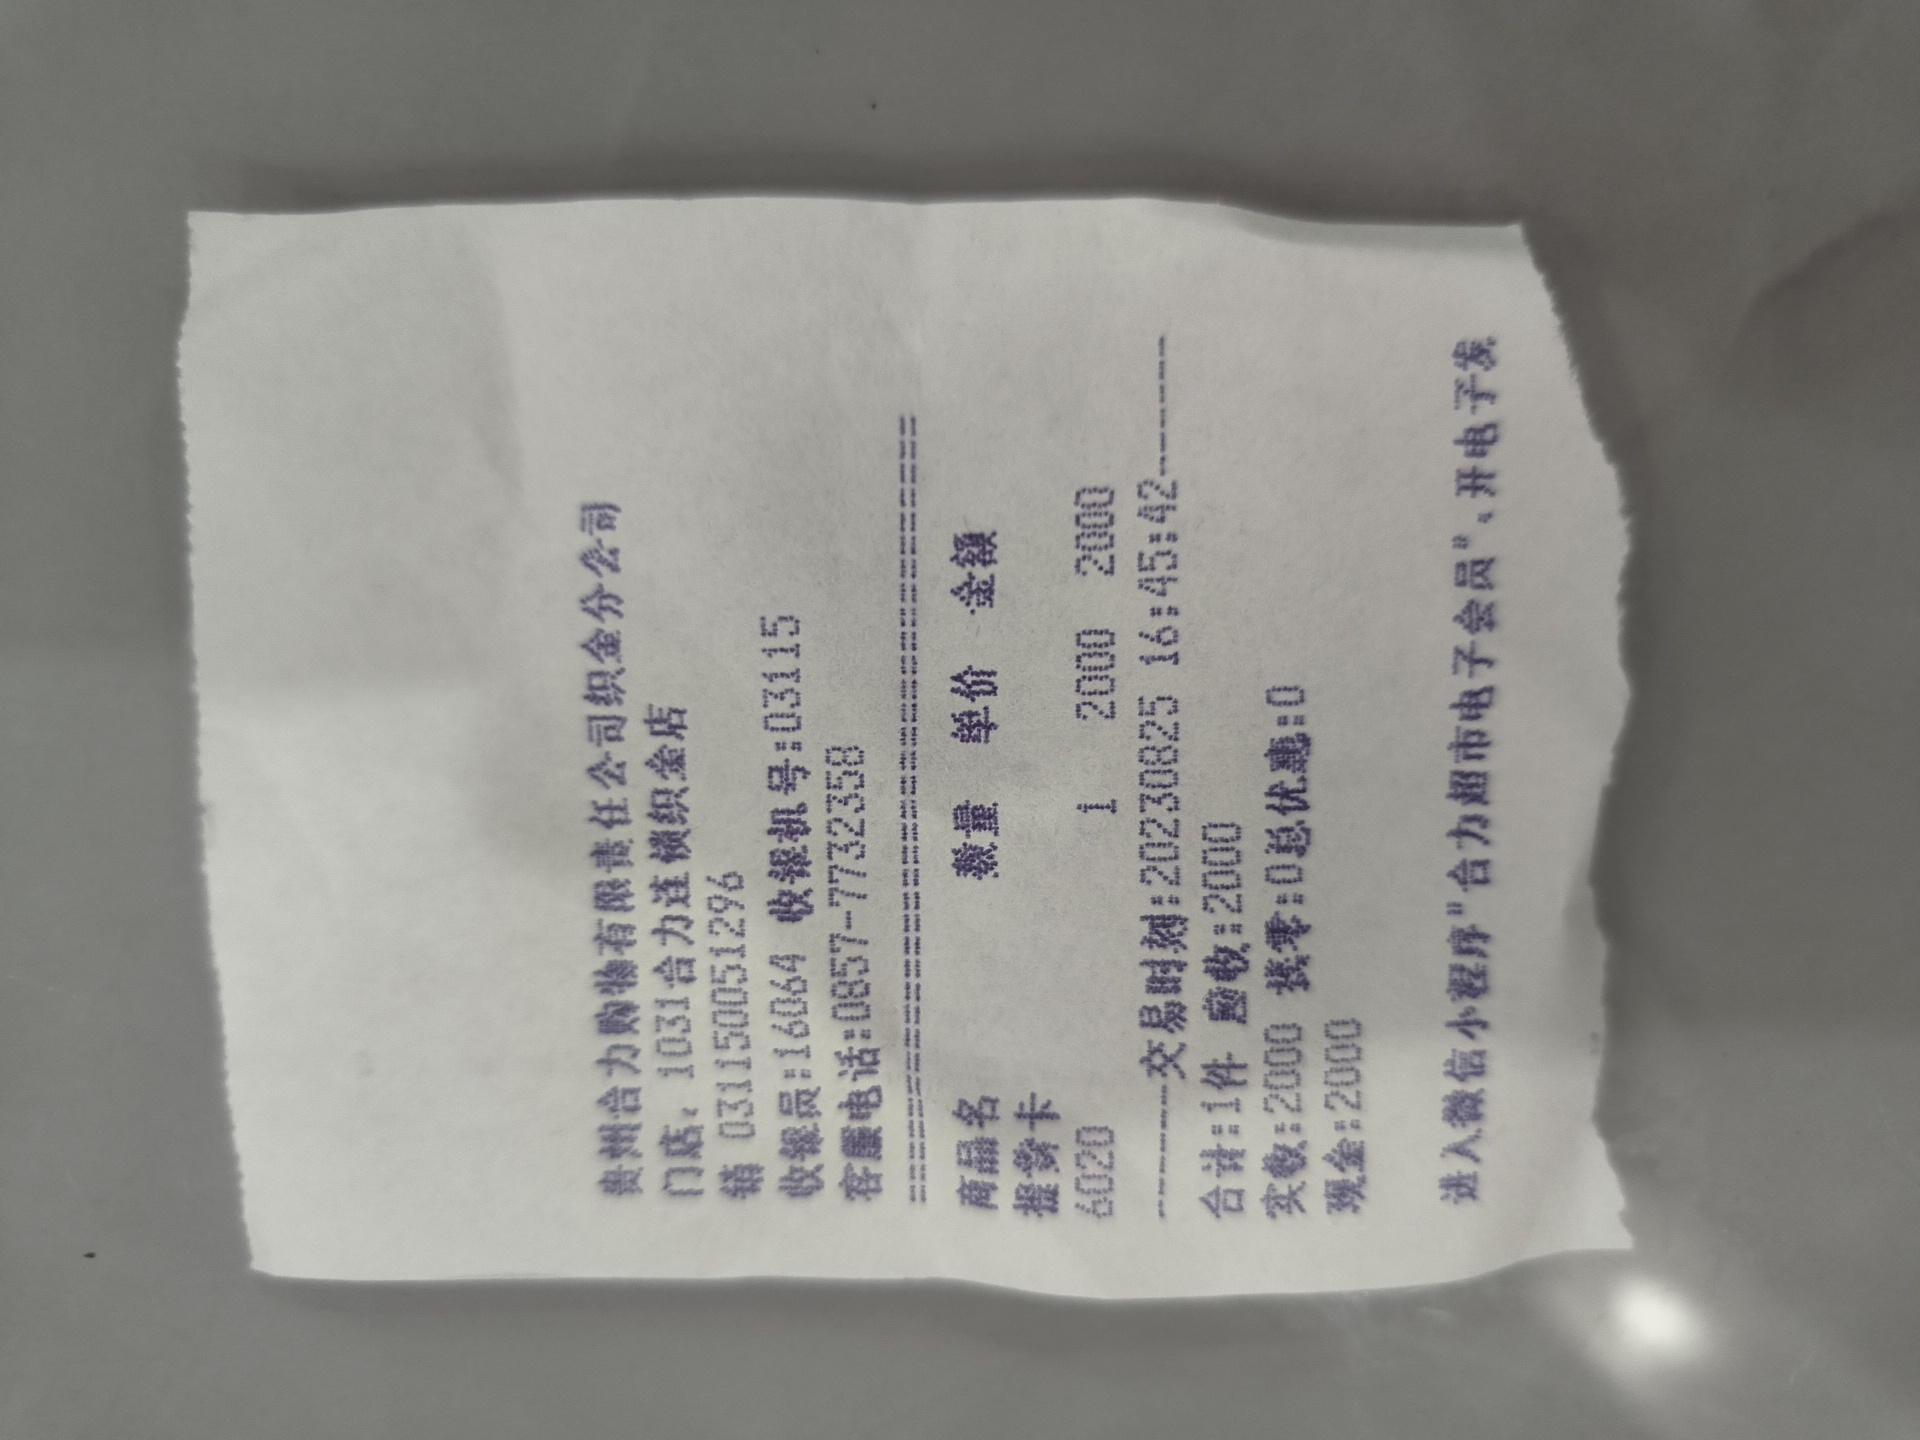 贵州合力购物有限责任公司织金分公司
门店: 1031合力连锁织金店
销 031150051296
收银员:16064 收银机号:03115
客服电话:0857-7732358
========================================
商品名 数量 单价 金额
提货卡
6020 1 2000 2000
--------交易时刻:20230825 16:45:42--------
合计:1件 应收:2000
实收:2000 抹零:0总优惠:0
现金:2000
进入微信小程序"合力超市电子会员"、开电子发